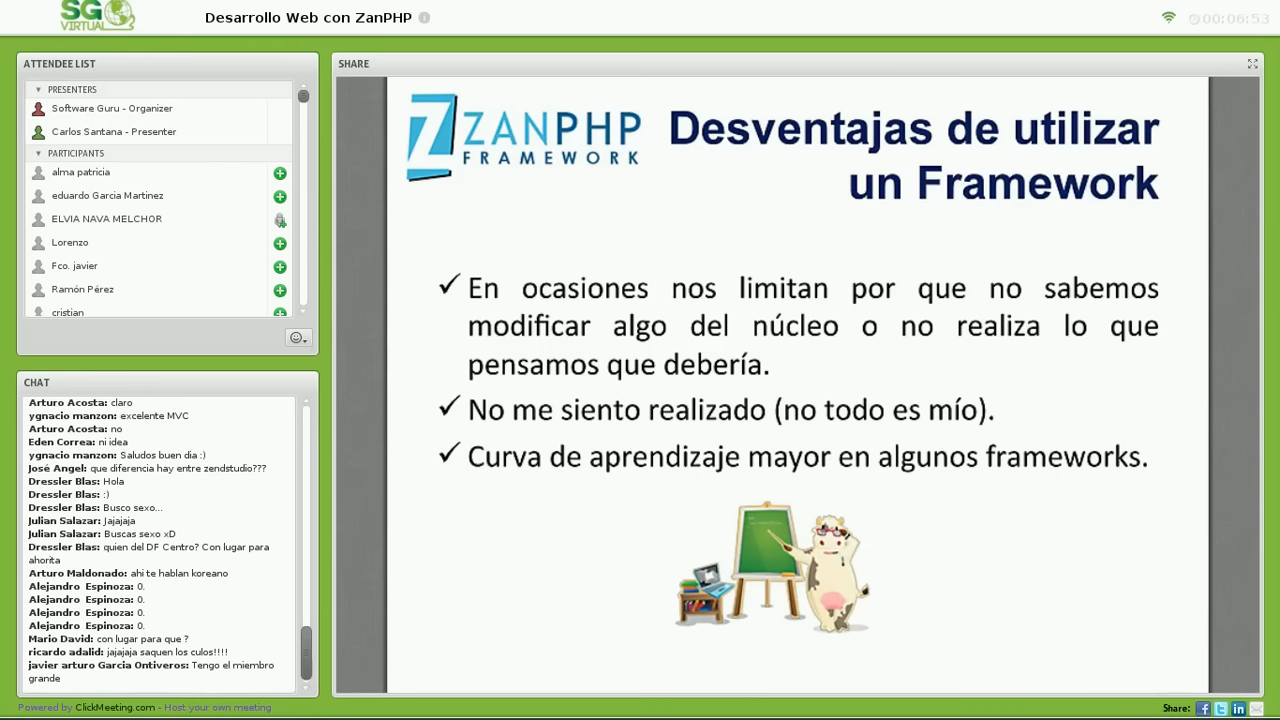 SG
VIRTUAL
Desarrollo Web con ZanPHP
00:06:53
ATTENDEE LIST
PRESENTERS
Software Guru - Organizer
Carlos Santana - Presenter
PARTICIPANTS
alma patricia
eduardo Garcia Martinez
ELVIA NAVA MELCHOR
Lorenzo
Fco. javier
Ramón Pérez
cristian
CHAT
Arturo Acosta: claro
ygnacio manzon: excelente MVC
Arturo Acosta: no
Eden Correa: ni idea
ygnacio manzon: Saludos buen dia :)
José Angel: que diferencia hay entre zendstudio???
Dressler Blas: Hola
Dressler Blas: :)
Dressler Blas: Busco sexo...
Julian Salazar: Jajajaja
Julian Salazar: Buscas sexo xD
Dressler Blas: quien del DF Centro? Con lugar para
ahorita
Arturo Maldonado: ahi te hablan koreano
Alejandro Espinoza: 0.
Alejandro Espinoza: 0.
Alejandro Espinoza: 0.
Alejandro Espinoza: 0.
Mario David: con lugar para que ?
ricardo adalid: jajajaja saquen los culos!!!!
javier arturo Garcia Ontiveros: Tengo el miembro
grande
SHARE
ZANPHP
FRAMEWORK
Desventajas de utilizar
un Framework
✓ En ocasiones nos limitan por que no sabemos
modificar algo del núcleo o no realiza lo que
pensamos que debería.
✓ No me siento realizado (no todo es mío).
✓ Curva de aprendizaje mayor en algunos frameworks.
Powered by ClickMeeting.com - Host your own meeting
Share: